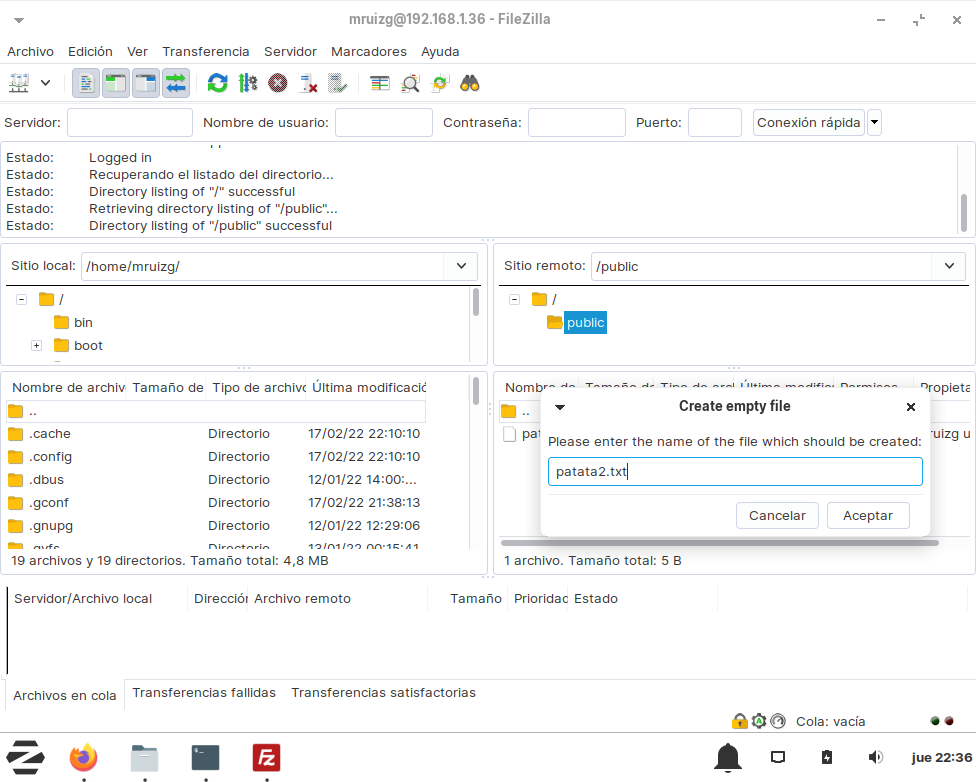 mruizg@192.168.1.36 - FileZilla
Archivo Edición Ver Transferencia Servidor Marcadores Ayuda
Servidor: Nombre de usuario: Contraseña: Puerto: Conexión rápida
Estado: Logged in
Estado: Recuperando el listado del directorio...
Estado: Directory listing of "/" successful
Estado: Retrieving directory listing of "/public"...
Estado: Directory listing of "/public" successful
Sitio local: /home/mruizg/
/
bin
boot
Sitio remoto: /public
/
public
Nombre de archiv Tamaño de Tipo de archivo Última modificació
..
.cache Directorio 17/02/22 22:10:10
.config Directorio 17/02/22 22:10:10
.dbus Directorio 12/01/22 14:00:...
.gconf Directorio 17/02/22 21:38:13
.gnupg Directorio 12/01/22 12:29:06
.gvfs Directorio 13/01/22 00:15:41
19 archivos y 19 directorios. Tamaño total: 4,8 MB
Nombre de Tamaño de Tipo de arcl Última modific Permisos Propieta
..
pat ruizg u
1 archivo. Tamaño total: 5 B
Create empty file
Please enter the name of the file which should be created:
patata2.txt
Cancelar Aceptar
Servidor/Archivo local Direcciór Archivo remoto Tamaño Prioridad Estado
Archivos en cola Transferencias fallidas Transferencias satisfactorias
Cola: vacía
Fz
jue 22:36